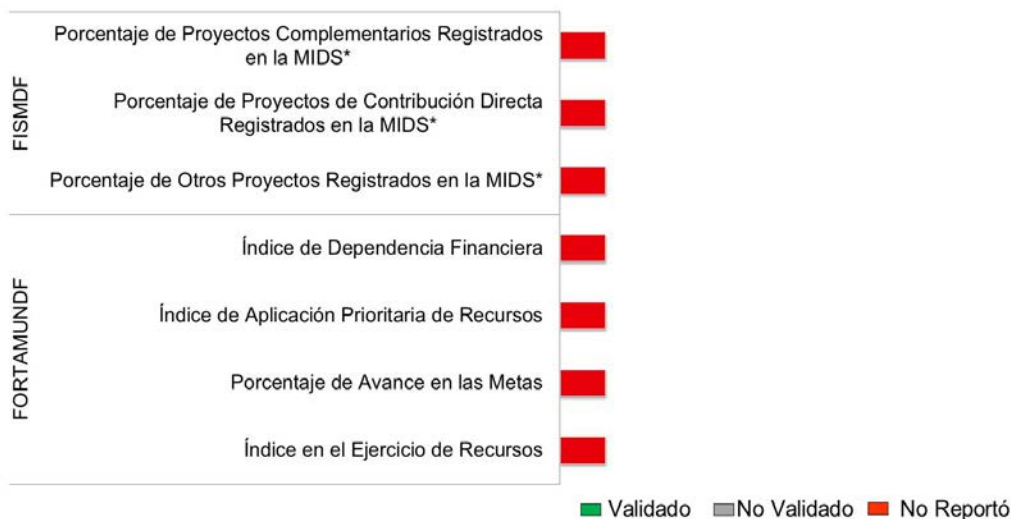 FISMDF
Porcentaje de Proyectos Complementarios Registrados
en la MIDS*
Porcentaje de Proyectos de Contribución Directa
Registrados en la MIDS*
Porcentaje de Otros Proyectos Registrados en la MIDS*
FORTAMUNDF
Índice de Dependencia Financiera
Índice de Aplicación Prioritaria de Recursos
Porcentaje de Avance en las Metas
Índice en el Ejercicio de Recursos
Validado No Validado No Reportó